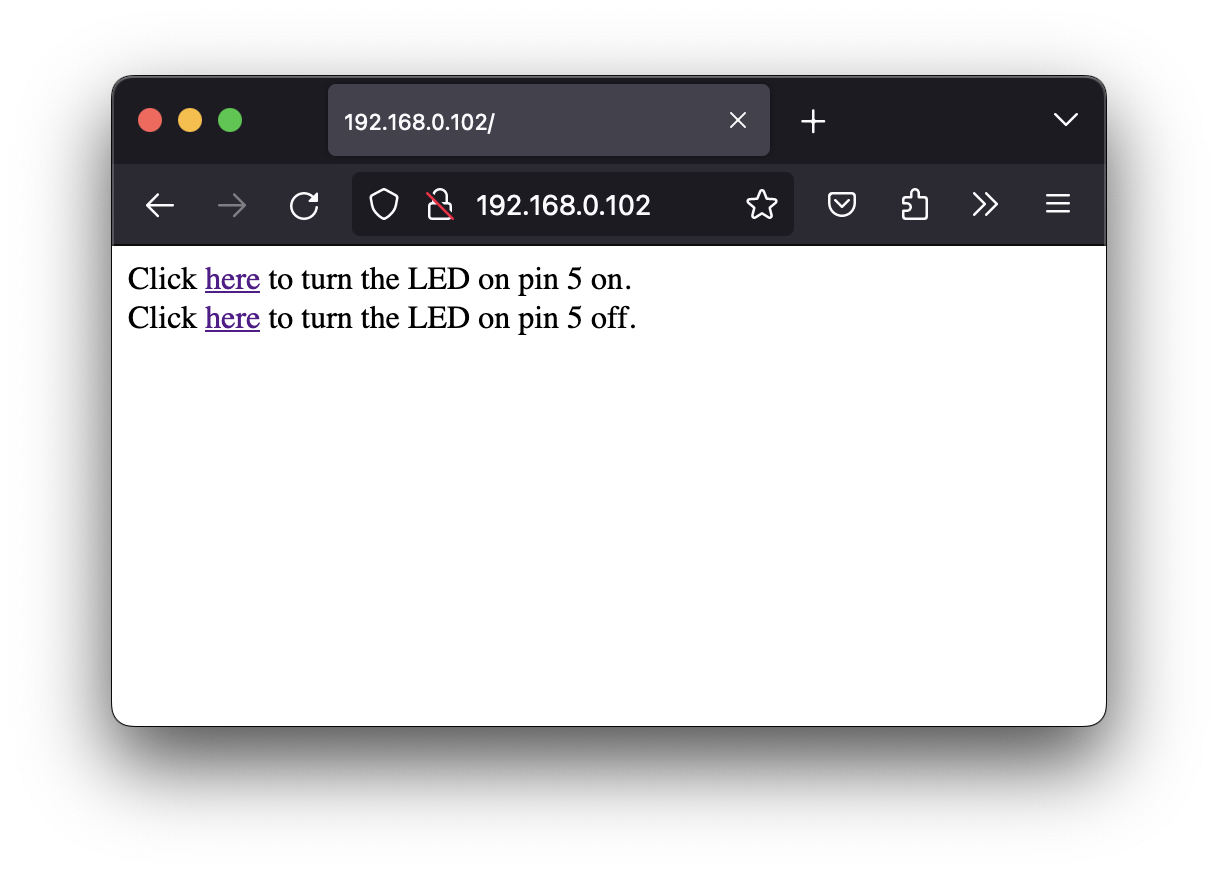 192.168.0.102/
192.168.0.102
Click here to turn the LED on pin 5 on.
Click here to turn the LED on pin 5 off.